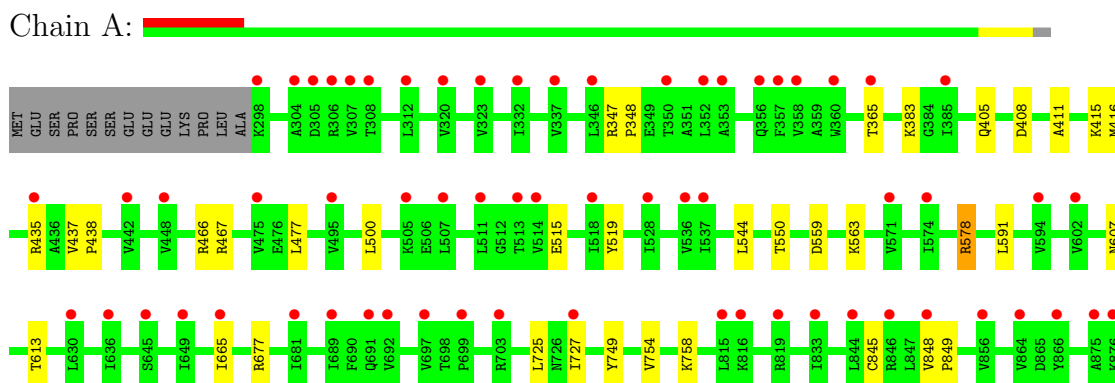 Chain A:
MET GLU SER PRO SER SER GLU GLU GLU LYS PRO LEU ALA K298 A304 D305 R306 V307 T308 L312 V320 V323 I332 V337 L346 R347 P348 E349 T350 A351 L352 A353 Q356 F357 V358 A359 W360 T365 K383 G384 I385 Q405 D408 A411 K415
R435 A436 V437 P438 V442 V448 R466 R467 V475 E476 L477 V495 L500 K505 E506 L507 L511 G512 T513 V514 E515 I518 Y519 I528 V536 I537 L544 T550 D559 K563 V571 I574 R578 L591 V594 V602
T613 L630 I636 S645 I649 I665 R677 I681 I689 F690 Q691 V692 V697 T698 P699 R703 L725 N726 I727 Y749 V754 K758 L815 K816 R819 I833 L844 C845 R846 L847 V848 P849 V856 V864 D865 Y866 A875